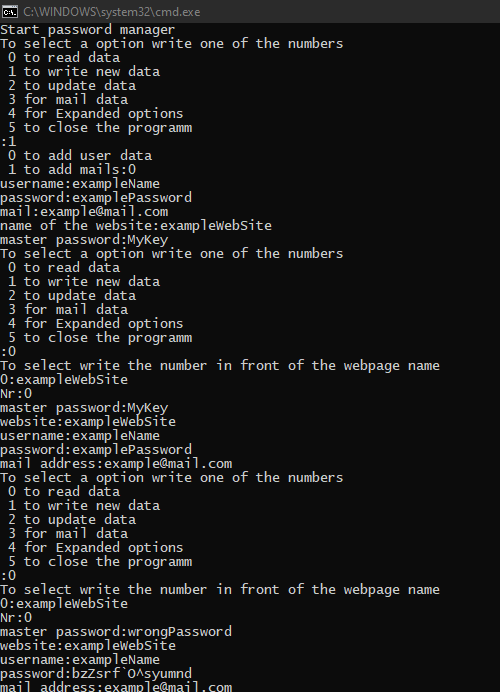 C:\WINDOWS\system32\cmd.exe
Start password manager
To select a option write one of the numbers
 0 to read data
 1 to write new data
 2 to update data
 3 for mail data
 4 for Expanded options
 5 to close the programm
:1
 0 to add user data
 1 to add mails:0
username:exampleName
password:examplePassword
mail:example@mail.com
name of the website:exampleWebSite
master password:MyKey
To select a option write one of the numbers
 0 to read data
 1 to write new data
 2 to update data
 3 for mail data
 4 for Expanded options
 5 to close the programm
:0
To select write the number in front of the webpage name
0:exampleWebSite
Nr:0
master password:MyKey
website:exampleWebSite
username:exampleName
password:examplePassword
mail address:example@mail.com
To select a option write one of the numbers
 0 to read data
 1 to write new data
 2 to update data
 3 for mail data
 4 for Expanded options
 5 to close the programm
:0
To select write the number in front of the webpage name
0:exampleWebSite
Nr:0
master password:wrongPassword
website:exampleWebSite
username:exampleName
password:bzZsrf`O^syumnd
mail address:example@mail.com